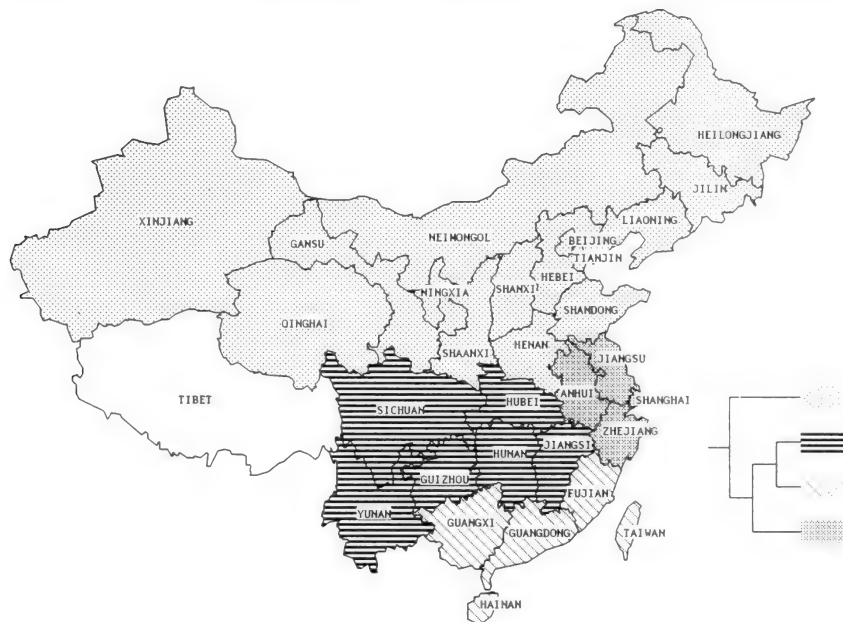 HEILONGJIANG
JILIN
XINJIANG
LIAONING
NEIMONGOL
BEIJING
GANSU
TIANJIN
HEBEI
NINGXIA
SHANXI
SHANDONG
QINGHAI
HENAN
SHAANXI
JIANGSU
ANHUI
TIBET
SHANGHAI
SICHUAN
HUBEI
ZHEJIANG
JIANGSI
HUNAN
GUIZHOU
FUJIAN
YUNAN
GUANGXI
GUANGDONG
TAIWAN
HAINAN